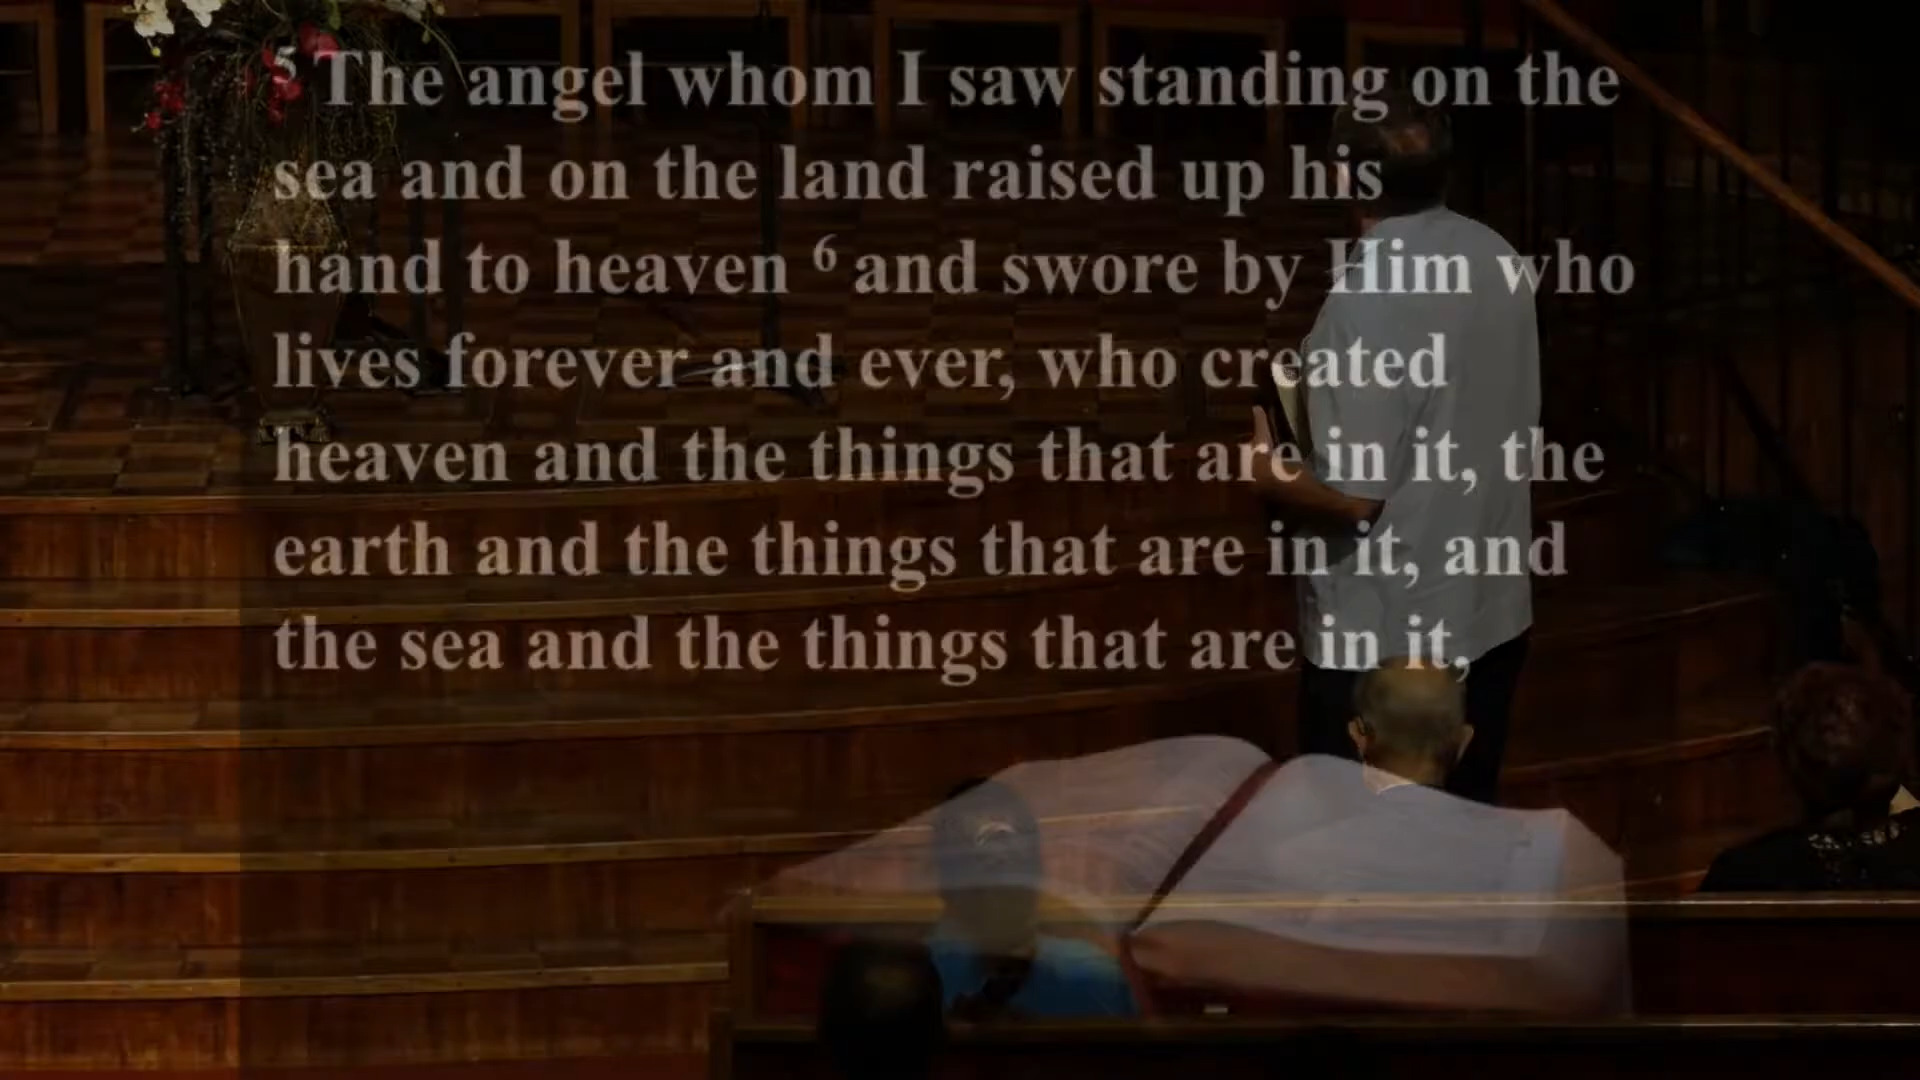 5 The angel whom I saw standing on the
sea and on the land raised up his
hand to heaven 6 and swore by Him who
lives forever and ever, who created
heaven and the things that are in it, the
earth and the things that are in it, and
the sea and the things that are in it,